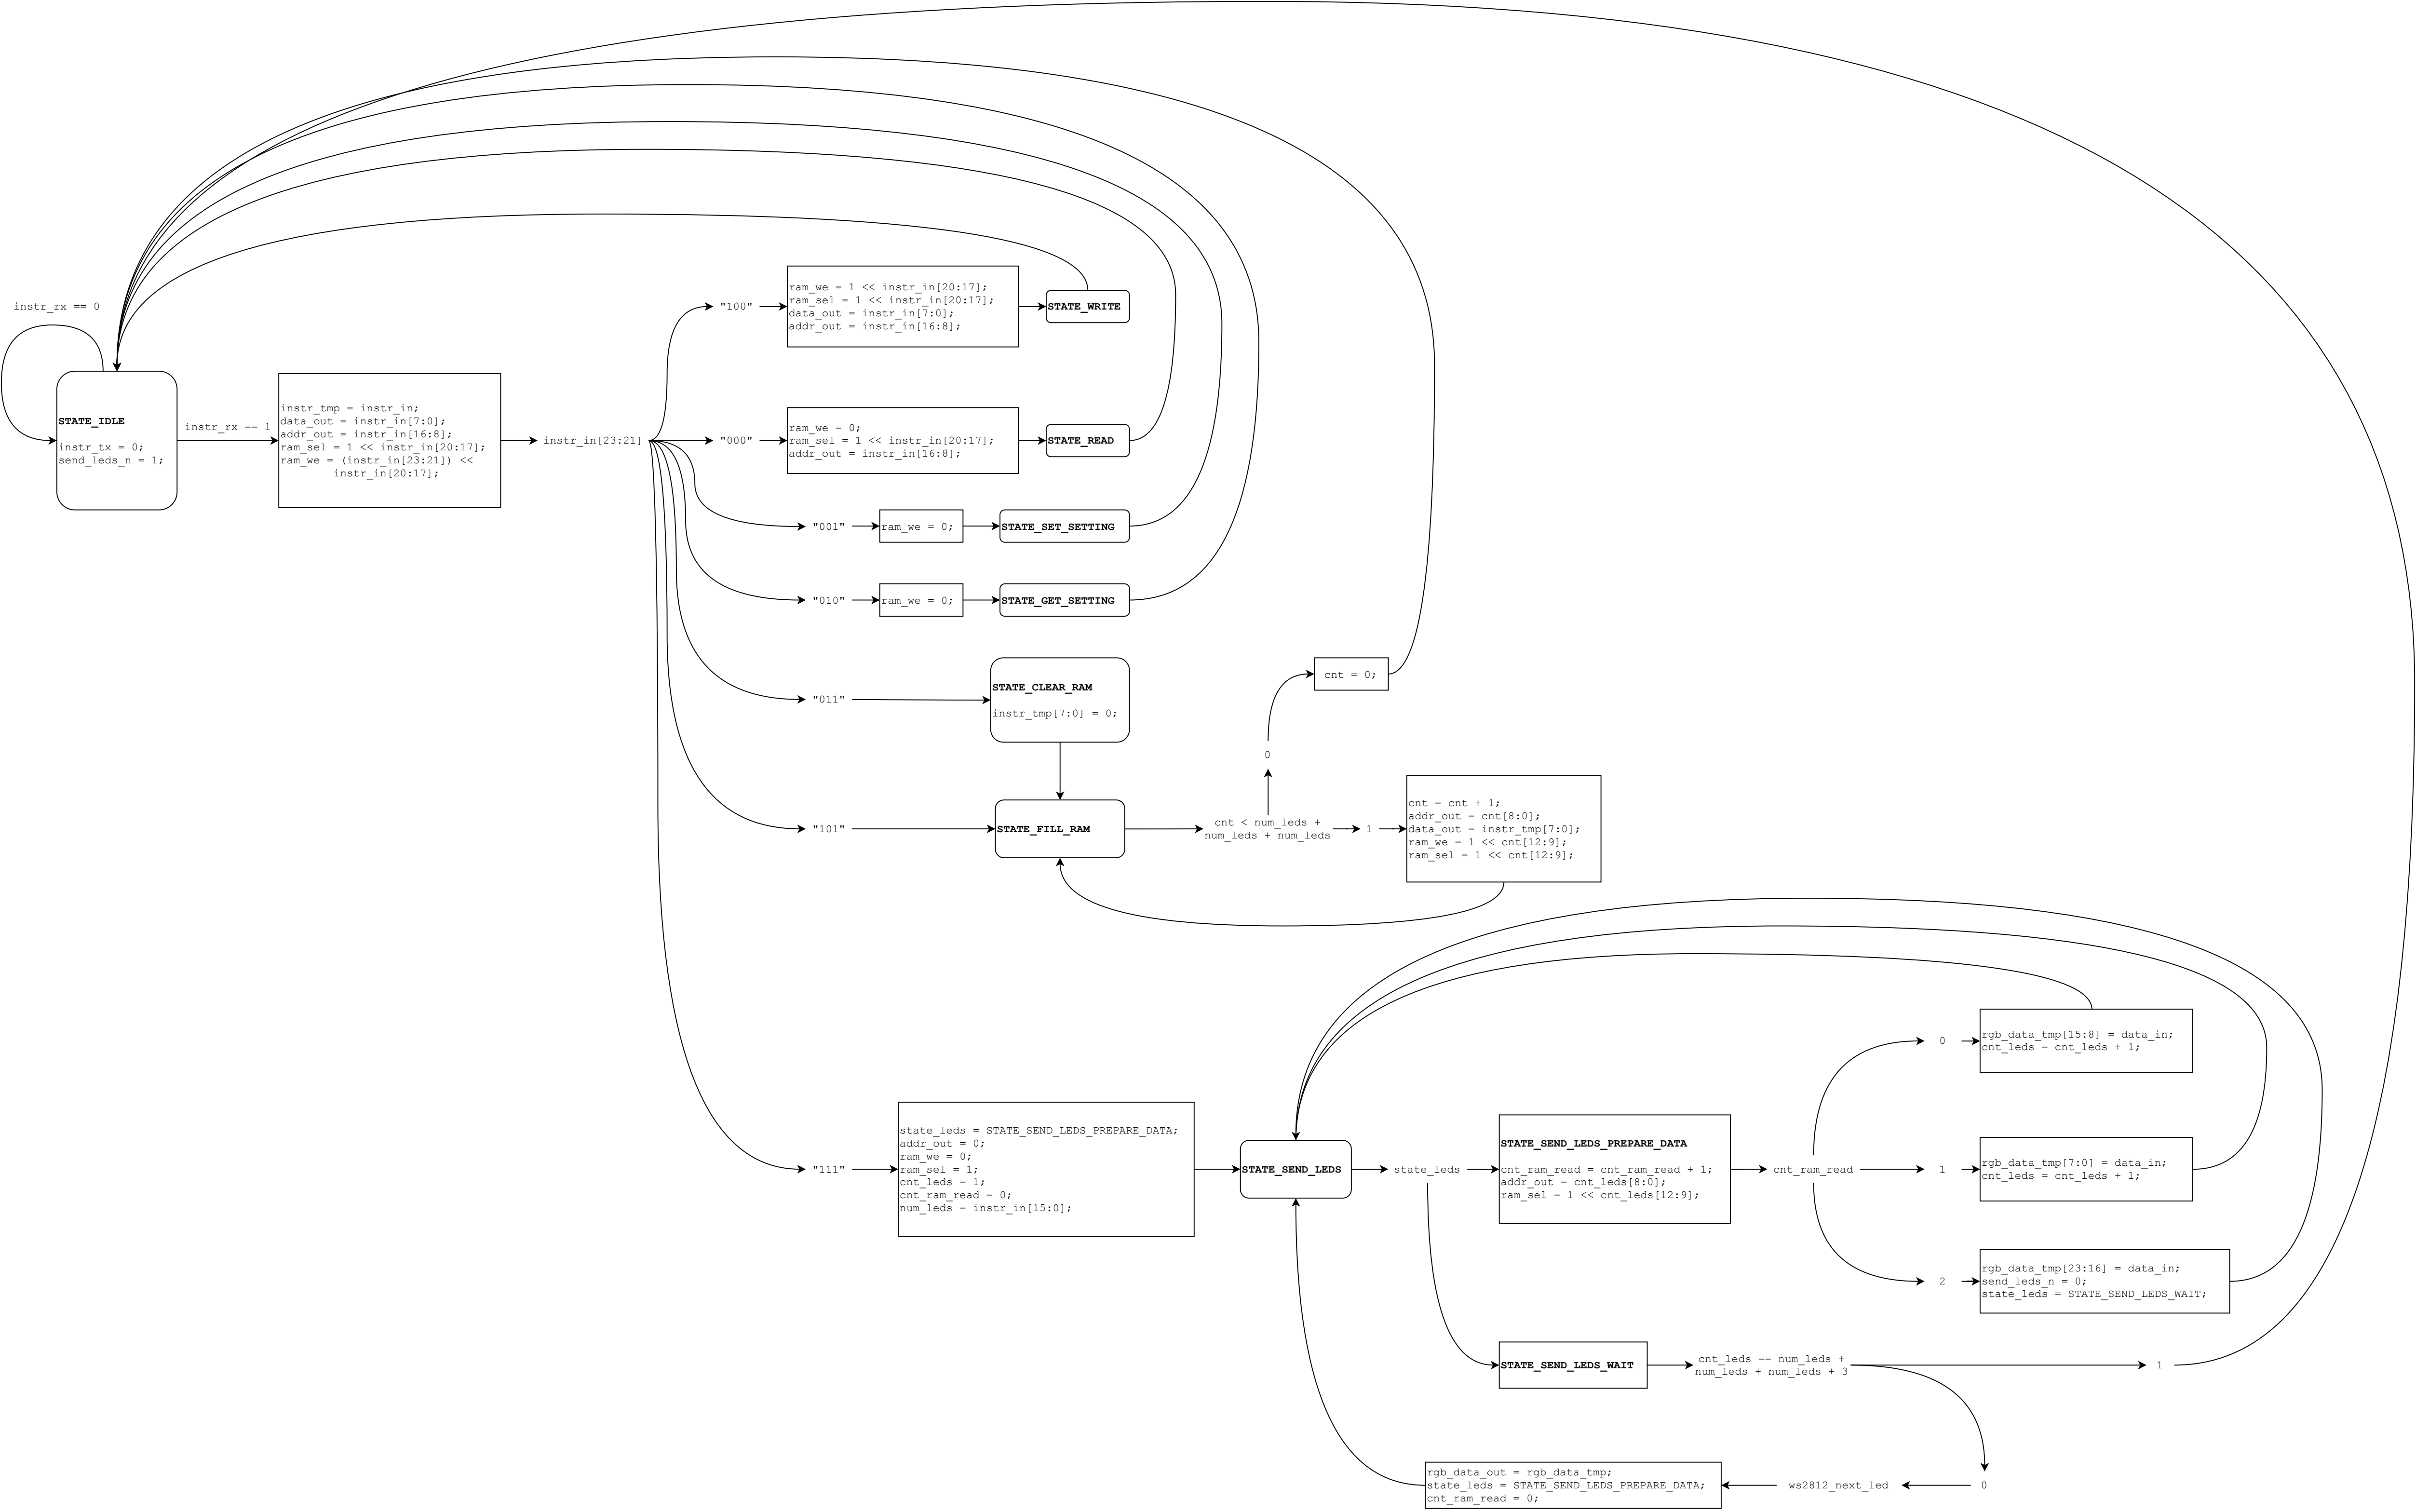 instr_rx == 0
STATE_IDLE
instr_tx = 0;
send_leds_n = 1;
instr_rx == 1
instr_tmp = instr_in;
data_out = instr_in[7:0];
addr_out = instr_in[16:8];
ram_sel = 1 << instr_in[20:17];
ram_we = (instr_in[23:21]) <<
instr_in[20:17];
instr_in[23:21]
"100"
ram_we = 1 << instr_in[20:17];
ram_sel = 1 << instr_in[20:17];
data_out = instr_in[7:0];
addr_out = instr_in[16:8];
STATE_WRITE
"000"
ram_we = 0;
ram_sel = 1 << instr_in[20:17];
addr_out = instr_in[16:8];
STATE_READ
"001"
ram_we = 0;
STATE_SET_SETTING
"010"
ram_we = 0;
STATE_GET_SETTING
"011"
STATE_CLEAR_RAM
instr_tmp[7:0] = 0;
"101"
STATE_FILL_RAM
cnt < num_leds +
num_leds + num_leds
0
cnt = 0;
1
cnt = cnt + 1;
addr_out = cnt[8:0];
data_out = instr_tmp[7:0];
ram_we = 1 << cnt[12:9];
ram_sel = 1 << cnt[12:9];
"111"
state_leds = STATE_SEND_LEDS_PREPARE_DATA;
addr_out = 0;
ram_we = 0;
ram_sel = 1;
cnt_leds = 1;
cnt_ram_read = 0;
num_leds = instr_in[15:0];
STATE_SEND_LEDS
state_leds
STATE_SEND_LEDS_PREPARE_DATA
cnt_ram_read = cnt_ram_read + 1;
addr_out = cnt_leds[8:0];
ram_sel = 1 << cnt_leds[12:9];
cnt_ram_read
0
rgb_data_tmp[15:8] = data_in;
cnt_leds = cnt_leds + 1;
1
rgb_data_tmp[7:0] = data_in;
cnt_leds = cnt_leds + 1;
2
rgb_data_tmp[23:16] = data_in;
send_leds_n = 0;
state_leds = STATE_SEND_LEDS_WAIT;
STATE_SEND_LEDS_WAIT
cnt_leds == num_leds +
num_leds + num_leds + 3
1
0
ws2812_next_led
rgb_data_out = rgb_data_tmp;
state_leds = STATE_SEND_LEDS_PREPARE_DATA;
cnt_ram_read = 0;